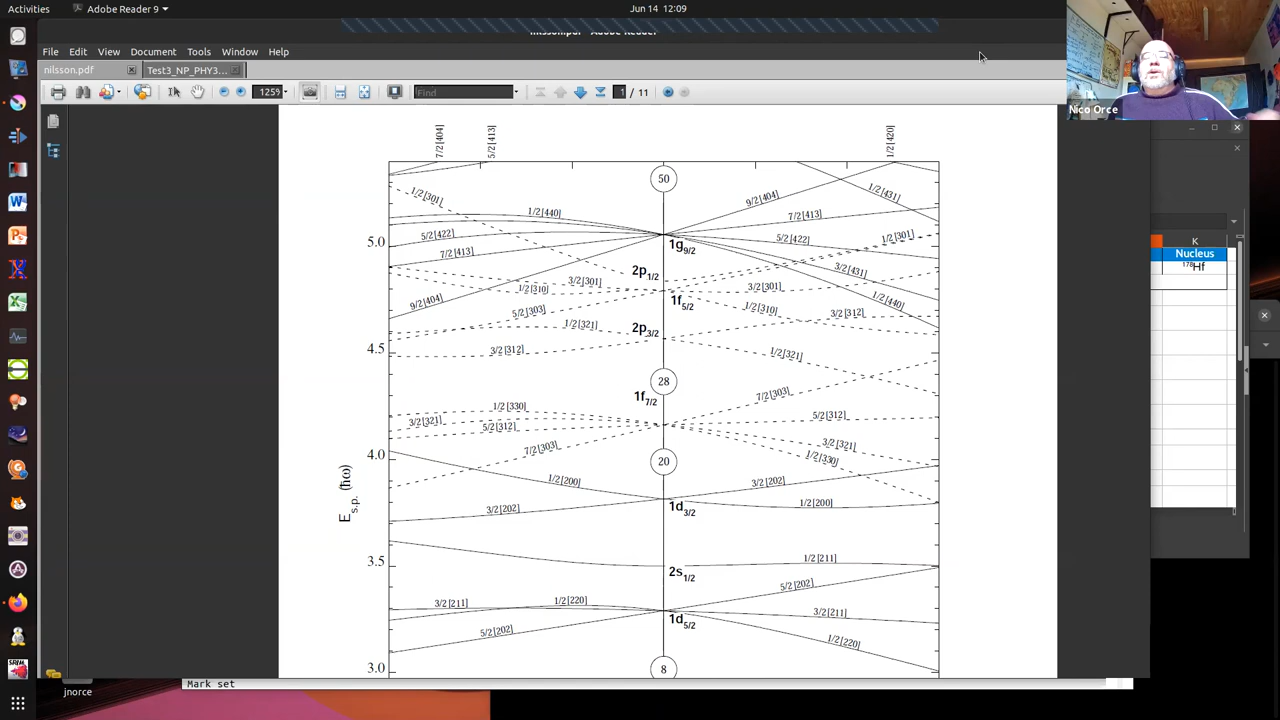 Activities
Adobe Reader 9
Jun 14 12:09
nilsson.pdf - Adobe Reader
File Edit View Document Tools Window Help
nilsson.pdf
Test3_NP_PHY3...
125%
Find
1 / 11
Nico Orce
7/2[404]
5/2[413]
1/2[420]
50
1/2[301]
9/2[404]
1/2[431]
1/2[440]
7/2[413]
5.0
5/2[422]
1g9/2
5/2[422]
1/2[301]
7/2[413]
2p1/2
3/2[431]
3/2[301]
1/2[310]
3/2[301]
9/2[404]
1f5/2
1/2[440]
5/2[303]
1/2[310]
3/2[312]
1/2[321]
2p3/2
4.5
3/2[312]
1/2[321]
28
1f7/2
7/2[303]
1/2[330]
5/2[312]
3/2[321]
5/2[312]
3/2[321]
7/2[303]
1/2[330]
4.0
20
1/2[200]
3/2[202]
Es.p. (ħω)
3/2[202]
1d3/2
1/2[200]
3.5
1/2[211]
2s1/2
5/2[202]
3/2[211]
1/2[220]
3/2[211]
1d5/2
5/2[202]
1/2[220]
3.0
8
K
Nucleus
178Hf
Mark set
jnorce